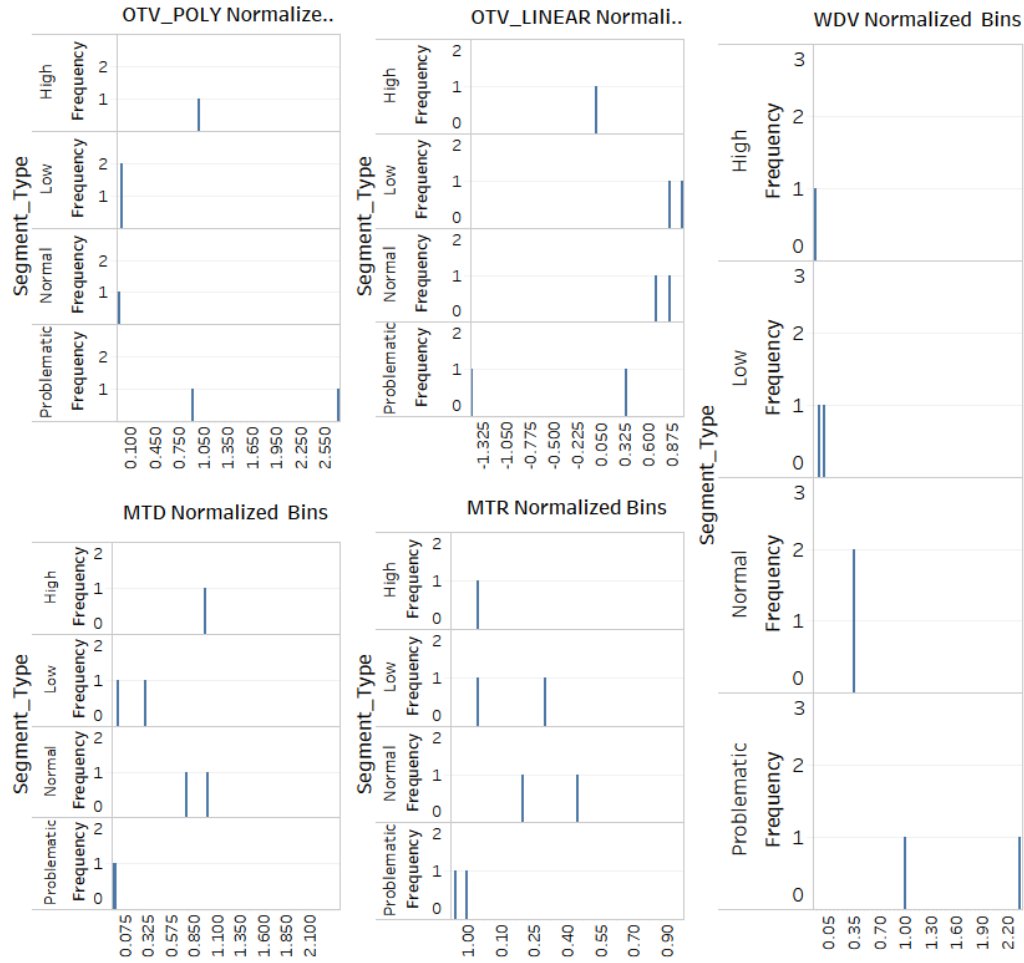 OTV_POLY Normalize..
Segment_Type
High
Frequency
2
1
Low
Frequency
2
1
Normal
Frequency
2
1
Problematic
Frequency
2
1
0.100 0.450 0.750 1.050 1.350 1.650 1.950 2.250 2.550
OTV_LINEAR Normali..
Segment_Type
High
Frequency
2
1
0
Low
Frequency
2
1
0
Normal
Frequency
2
1
0
Problematic
Frequency
2
1
0
-1.325 -1.050 -0.775 -0.500 -0.225 0.050 0.325 0.600 0.875
WDV Normalized Bins
Segment_Type
High
Frequency
3
2
1
0
Low
Frequency
3
2
1
0
Normal
Frequency
3
2
1
0
Problematic
Frequency
3
2
1
0
0.05 0.35 0.70 1.00 1.30 1.60 1.90 2.20
MTD Normalized Bins
Segment_Type
High
Frequency
2
1
0
Low
Frequency
2
1
0
Normal
Frequency
2
1
0
Problematic
Frequency
2
1
0
0.075 0.325 0.575 0.850 1.100 1.350 1.600 1.850 2.100
MTR Normalized Bins
Segment_Type
High
Frequency
2
1
0
Low
Frequency
2
1
0
Normal
Frequency
2
1
0
Problematic
Frequency
2
1
0
1.00 0.10 0.25 0.40 0.55 0.70 0.90